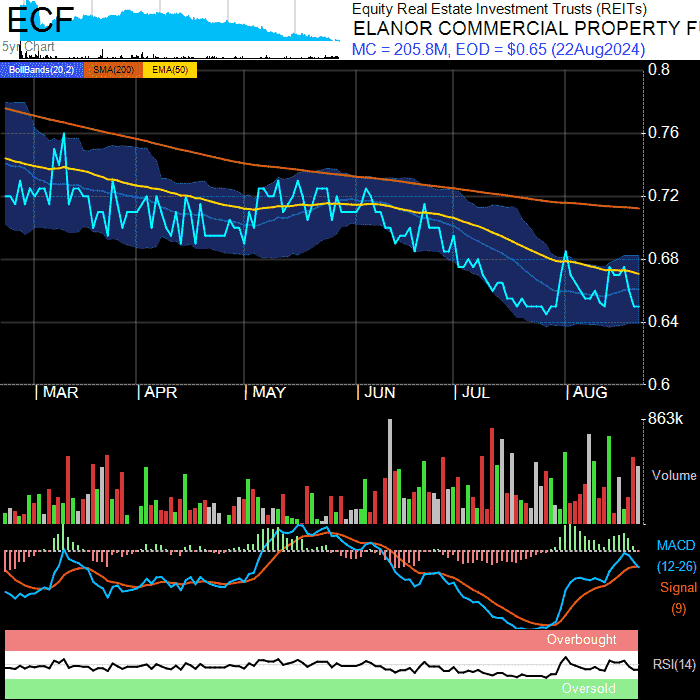 ECF
5yr Chart
Equity Real Estate Investment Trusts (REITs)
ELANOR COMMERCIAL PROPERTY F
MC = 205.8M, EOD = $0.65 (22Aug2024)
BollBands(20,2) SMA(200) EMA(50)
0.8
0.76
0.72
0.68
0.64
0.6
MAR APR MAY JUN JUL AUG
863k
Volume
MACD
(12-26)
Signal
(9)
Overbought
RSI(14)
Oversold